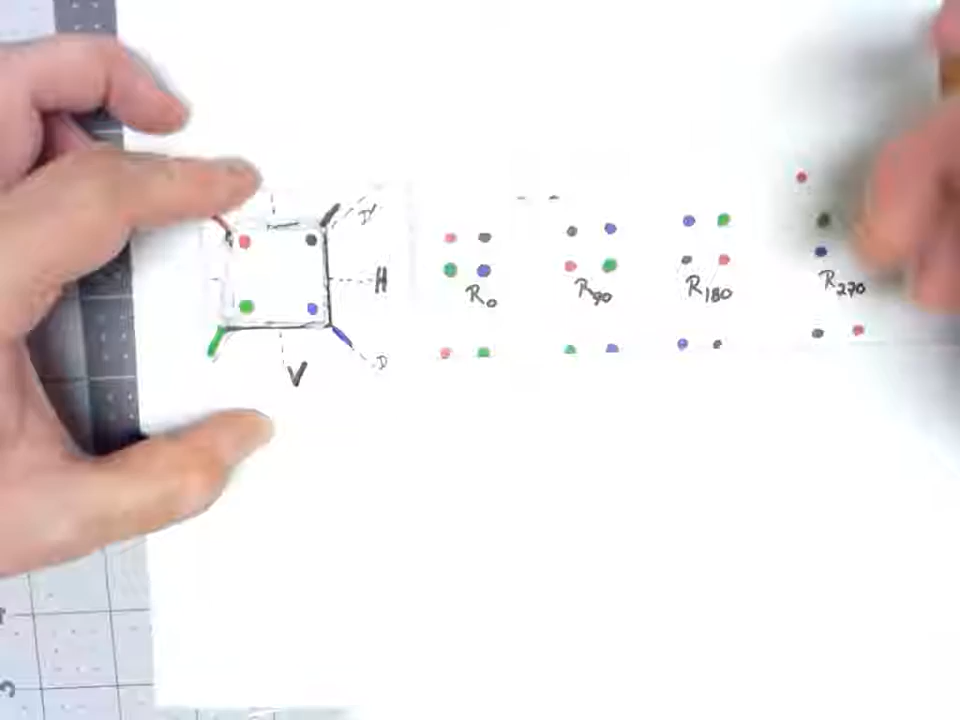 D'
H
V
D
R₀
R₉₀
R₁₈₀
R₂₇₀